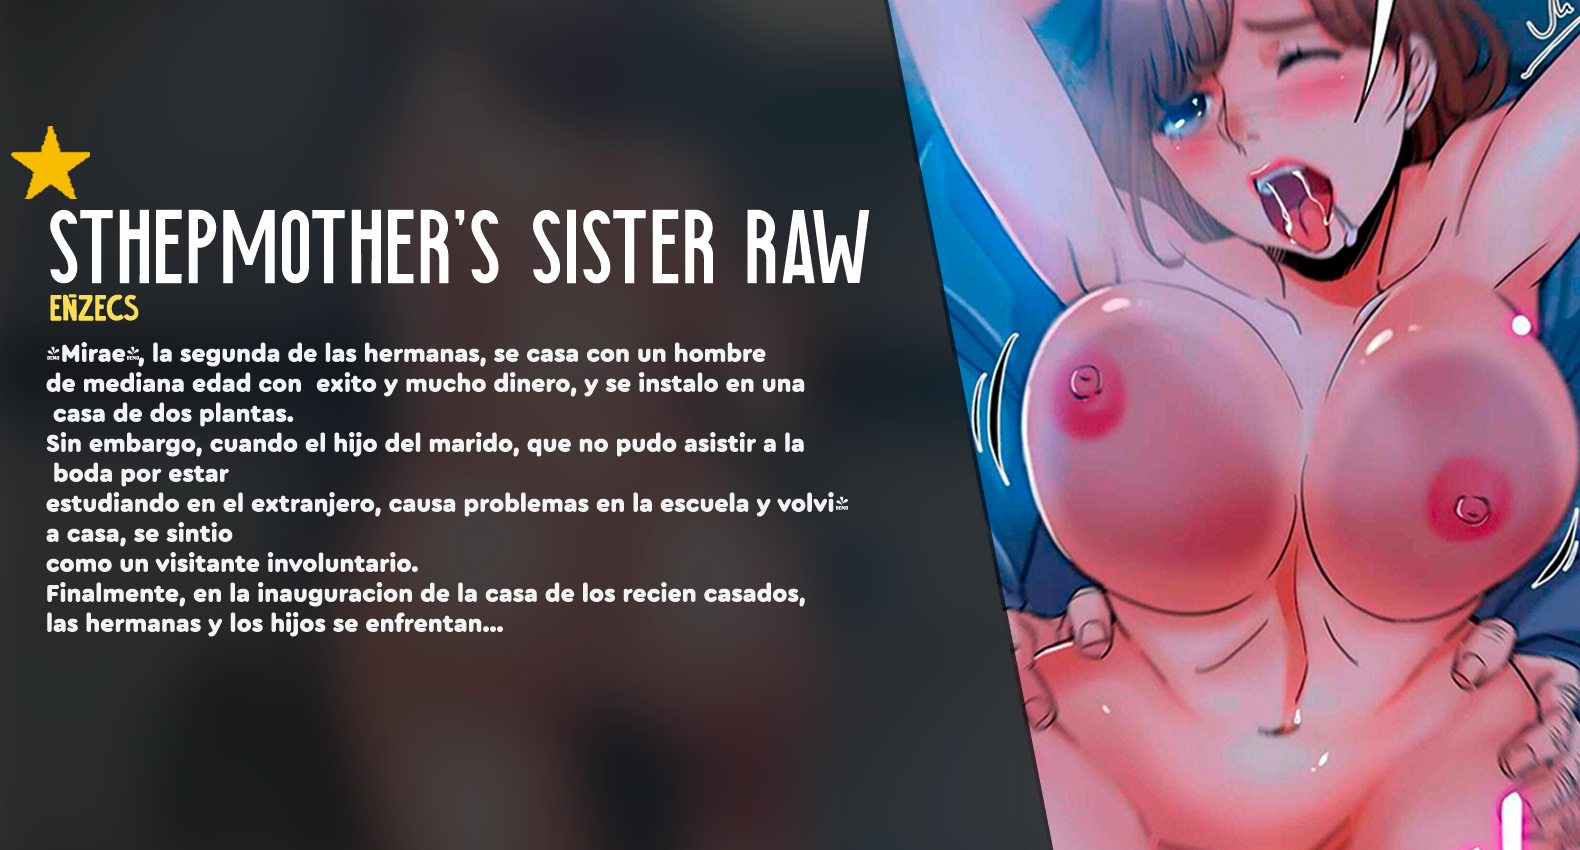 STHEPMOTHER'S SISTER RAW
ENZECS
Mirae, la segunda de las hermanas, se casa con un hombre
de mediana edad con exito y mucho dinero, y se instalo en una
casa de dos plantas.
Sin embargo, cuando el hijo del marido, que no pudo asistir a la
boda por estar
estudiando en el extranjero, causa problemas en la escuela y volvi
a casa, se sintio
como un visitante involuntario.
Finalmente, en la inauguracion de la casa de los recien casados,
las hermanas y los hijos se enfrentan...